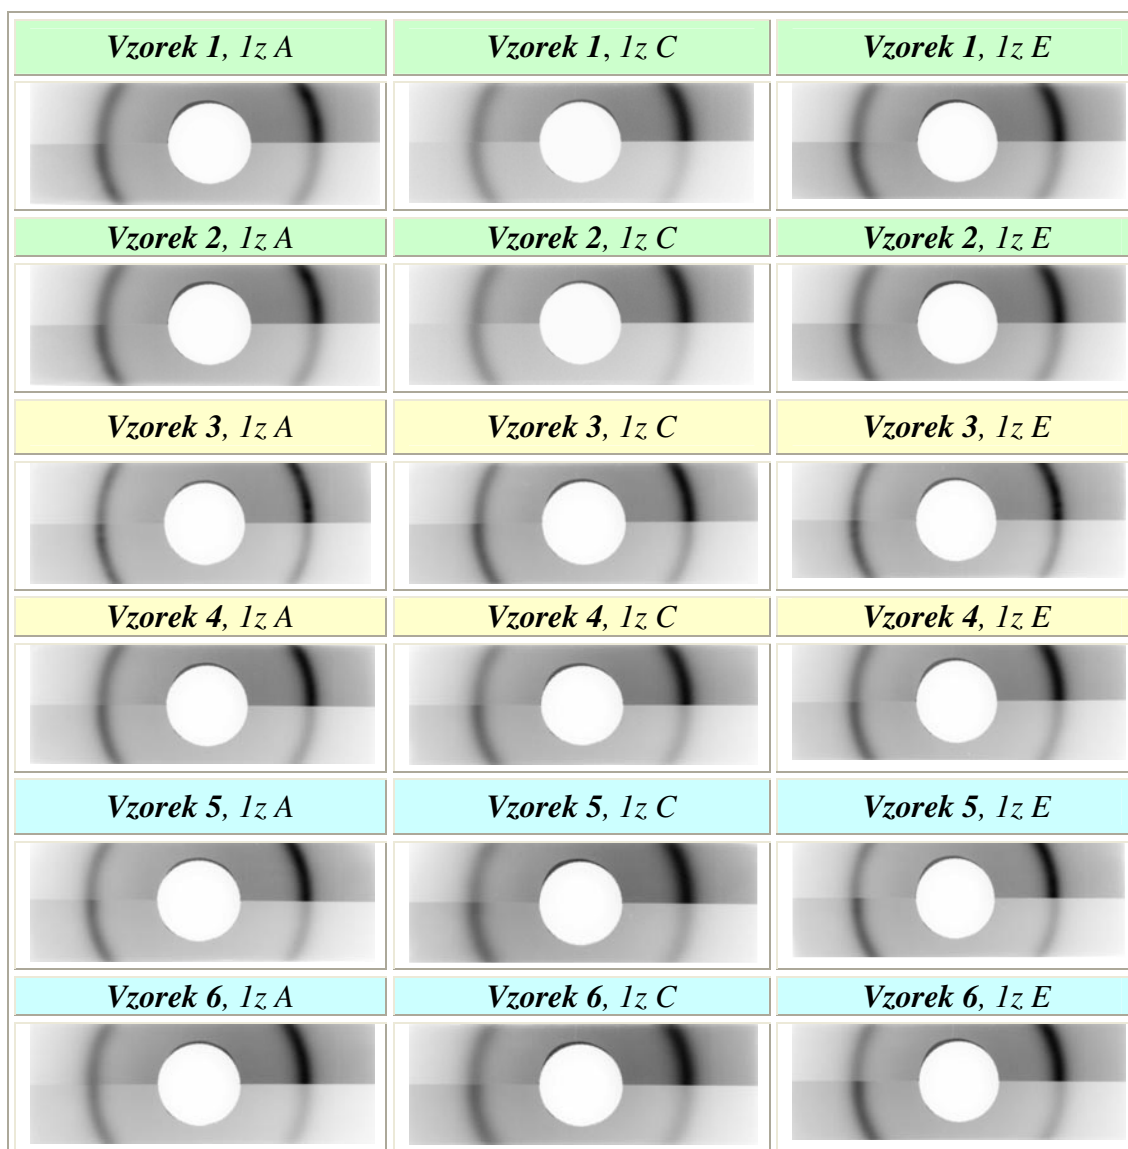 Vzorek 1, 1z A
Vzorek 1, 1z C
Vzorek 1, 1z E
Vzorek 2, 1z A
Vzorek 2, 1z C
Vzorek 2, 1z E
Vzorek 3, 1z A
Vzorek 3, 1z C
Vzorek 3, 1z E
Vzorek 4, 1z A
Vzorek 4, 1z C
Vzorek 4, 1z E
Vzorek 5, 1z A
Vzorek 5, 1z C
Vzorek 5, 1z E
Vzorek 6, 1z A
Vzorek 6, 1z C
Vzorek 6, 1z E